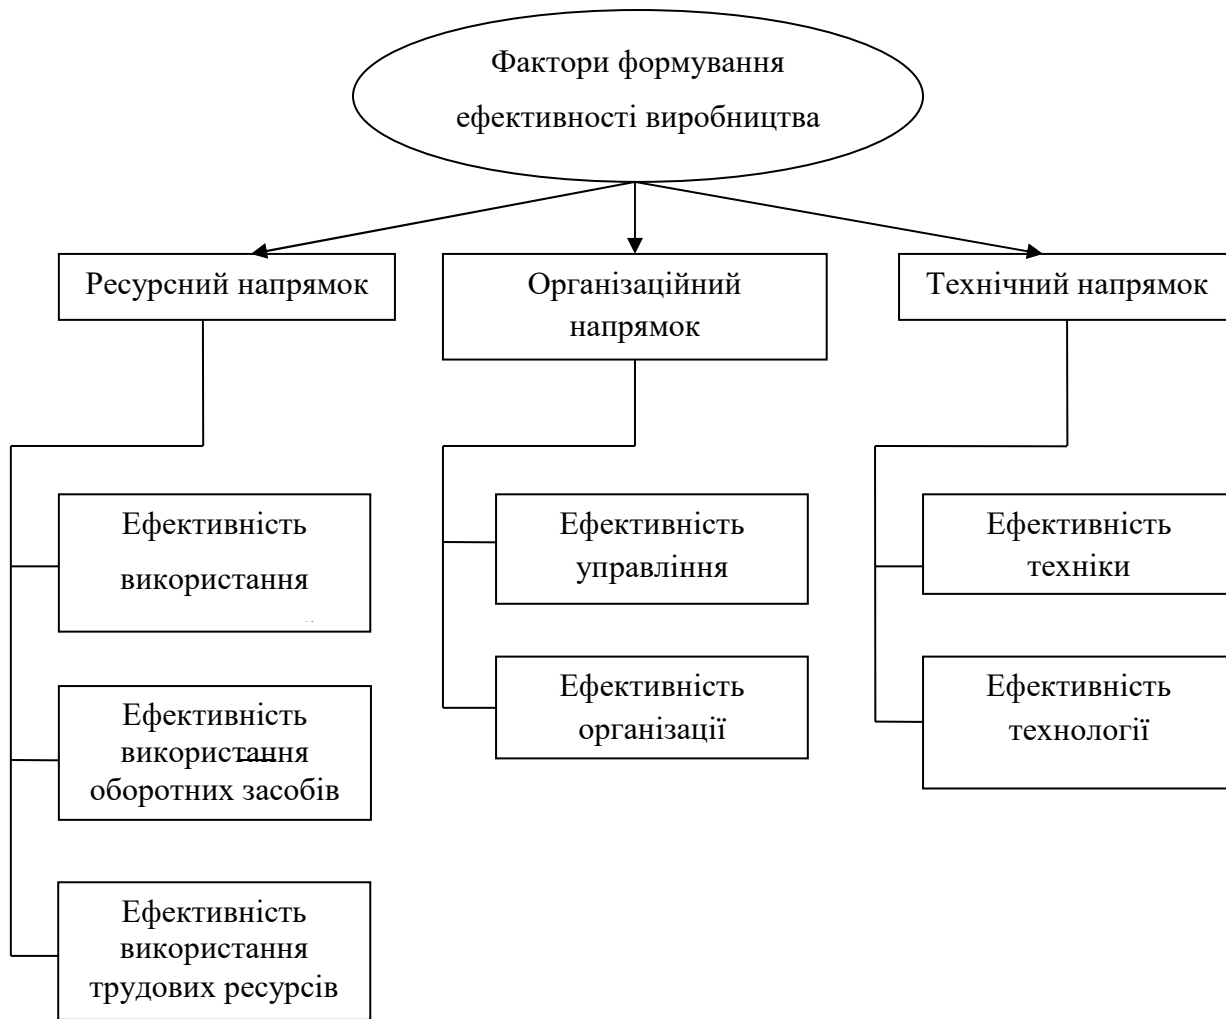 Фактори формування
ефективності виробництва
Ресурсний напрямок
Організаційний
напрямок
Технічний напрямок
Ефективність
використання
Ефективність
використання
оборотних засобів
Ефективність
використання
трудових ресурсів
Ефективність
управління
Ефективність
організації
Ефективність
техніки
Ефективність
технології